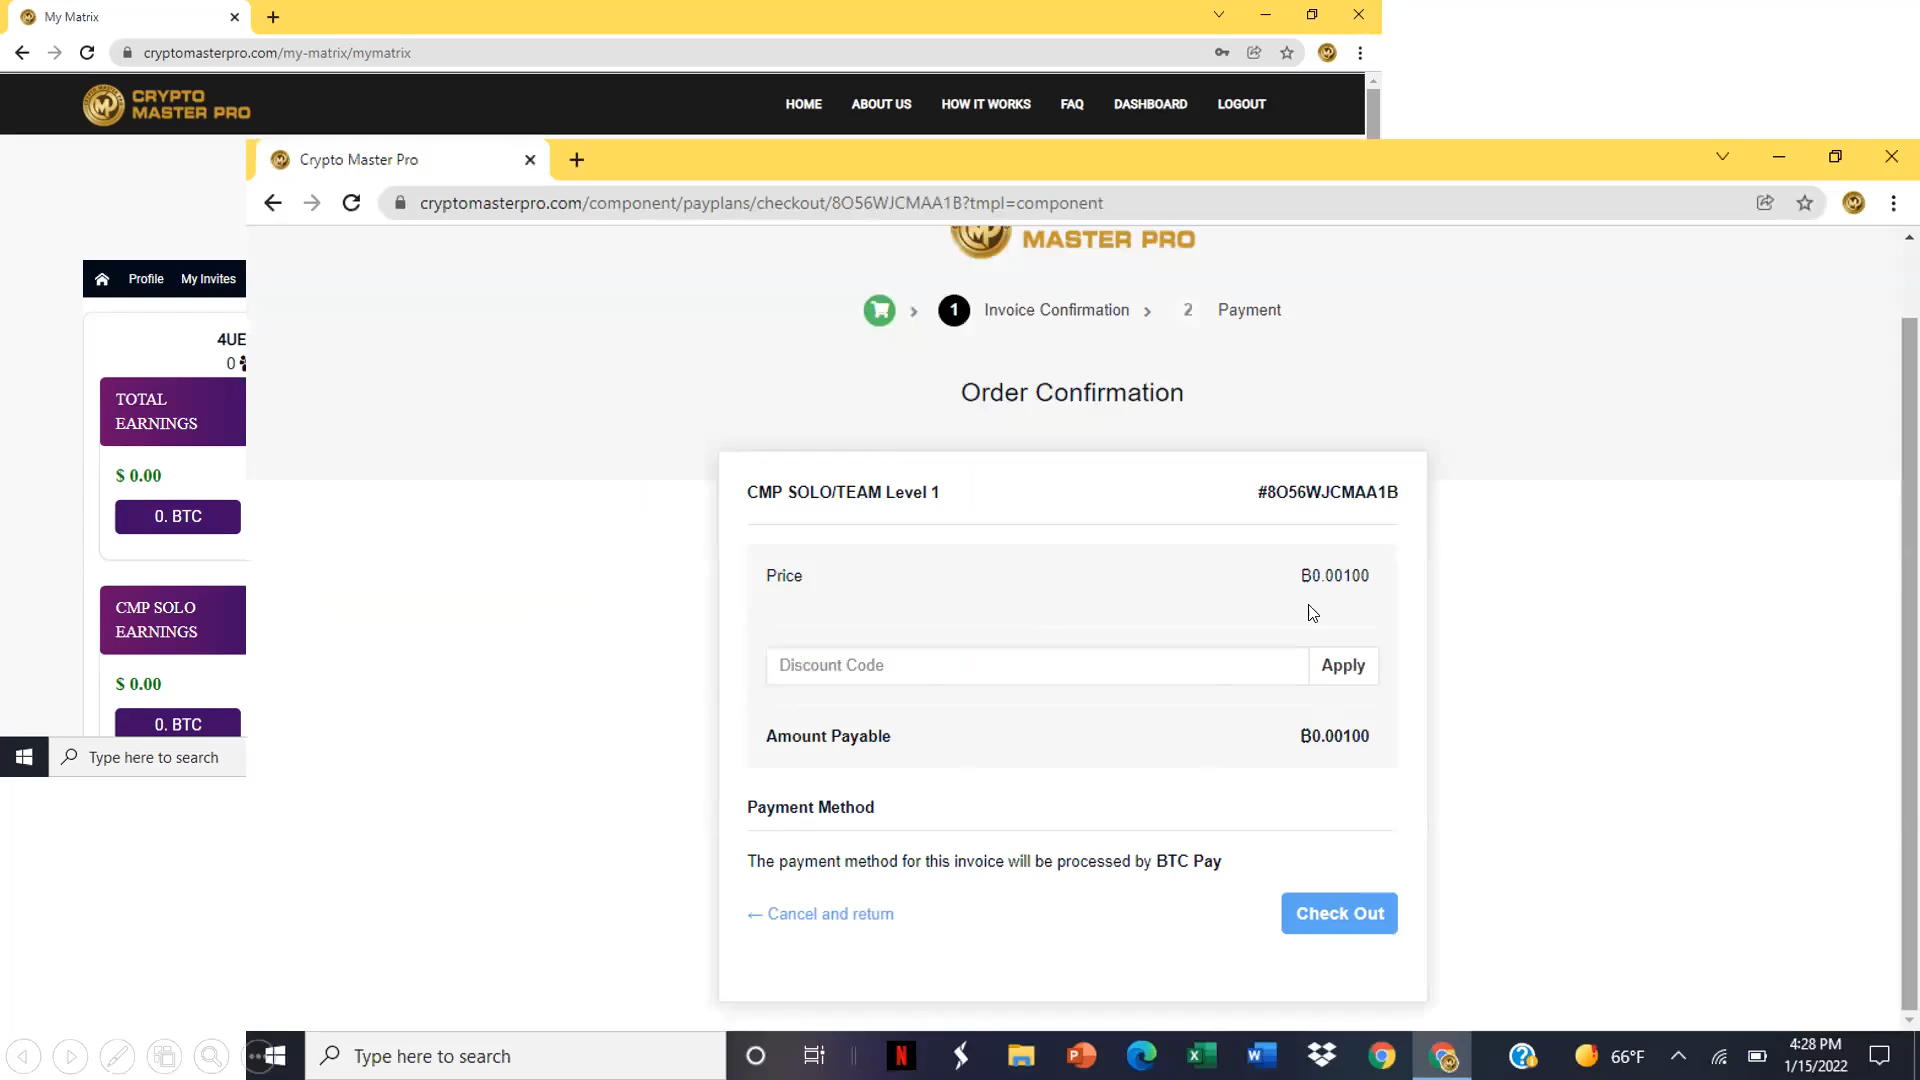 My Matrix
cryptomasterpro.com/my-matrix/mymatrix
CRYPTO
MASTER PRO
HOME ABOUT US HOW IT WORKS FAQ DASHBOARD LOGOUT
Crypto Master Pro
cryptomasterpro.com/component/payplans/checkout/8O56WJCMAA1B?tmpl=component
MASTER PRO
Profile My Invites
1 Invoice Confirmation 2 Payment
4UE
0
TOTAL
EARNINGS
$ 0.00
0. BTC
CMP SOLO
EARNINGS
$ 0.00
0. BTC
Type here to search
Order Confirmation
CMP SOLO/TEAM Level 1 #8O56WJCMAA1B
Price Ƀ0.00100
Discount Code Apply
Amount Payable Ƀ0.00100
Payment Method
The payment method for this invoice will be processed by BTC Pay
← Cancel and return Check Out
Type here to search
66°F
4:28 PM
1/15/2022